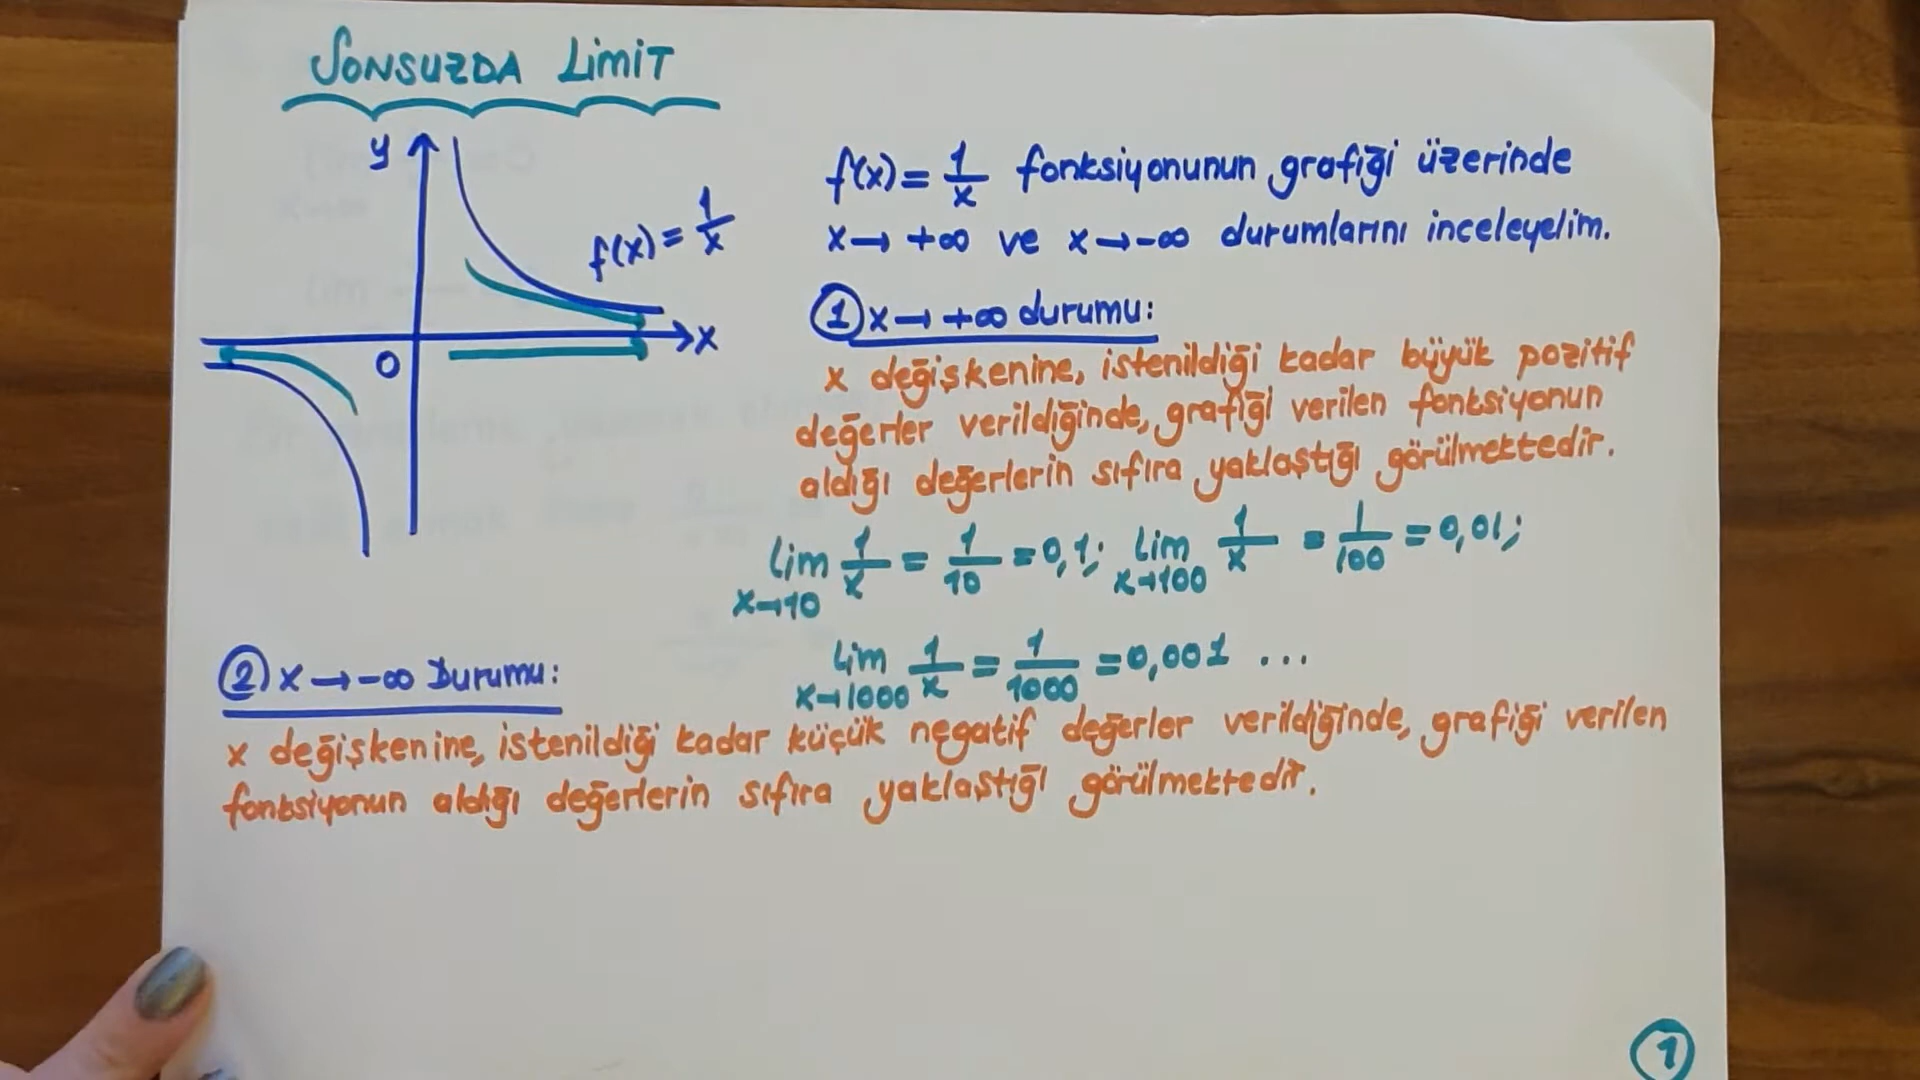 SONSUZDA LİMİT
y
f(x) = 1/x
x
0
f(x) = 1/x fonksiyonunun grafiği üzerinde
x → +∞ ve x → -∞ durumlarını inceleyelim.
① x → +∞ durumu:
x değişkenine, istenildiği kadar büyük pozitif
değerler verildiğinde, grafiği verilen fonksiyonun
aldığı değerlerin sıfıra yaklaştığı görülmektedir.
lim x→10 1/x = 1/10 = 0,1; lim x→100 1/x = 1/100 = 0,01;
lim x→1000 1/x = 1/1000 = 0,001 ...
② x → -∞ Durumu:
x değişkenine, istenildiği kadar küçük negatif değerler verildiğinde, grafiği verilen
fonksiyonun aldığı değerlerin sıfıra yaklaştığı görülmektedir.
1